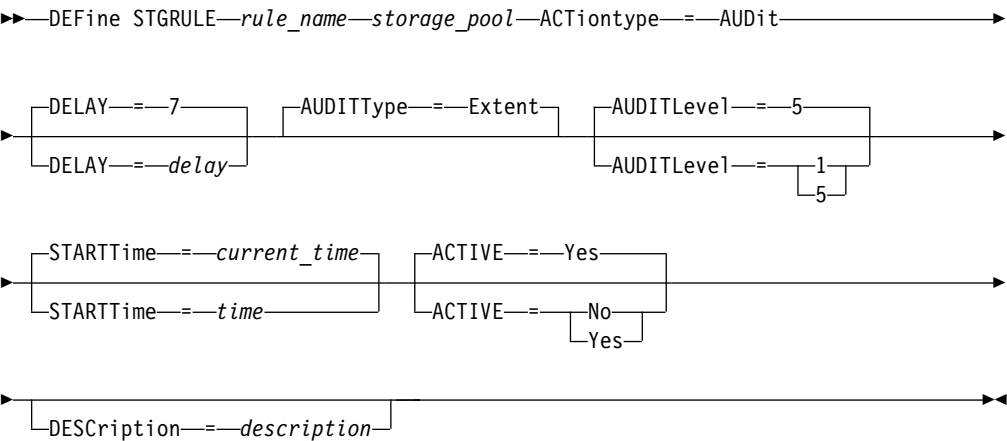 DEFine STGRULE rule_name storage_pool ACTiontype = AUDit
DELAY = 7 AUDITType = Extent AUDITLevel = 5
DELAY = delay AUDITLevel = 1
5
STARTTime = current_time ACTIVE = Yes
STARTTime = time ACTIVE = No
Yes
DESCription = description